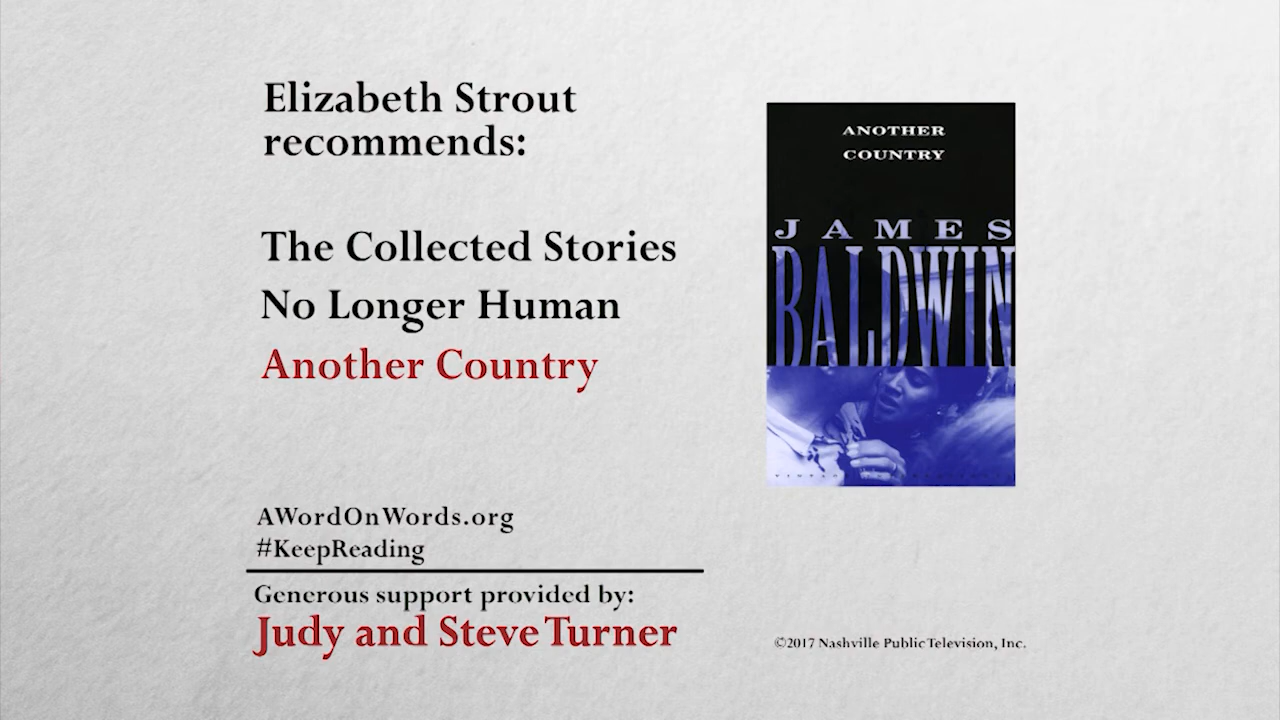 Elizabeth Strout
recommends:
The Collected Stories
No Longer Human
Another Country
ANOTHER
COUNTRY
JAMES
BALDWIN
AWordOnWords.org
#KeepReading
Generous support provided by:
Judy and Steve Turner
©2017 Nashville Public Television, Inc.